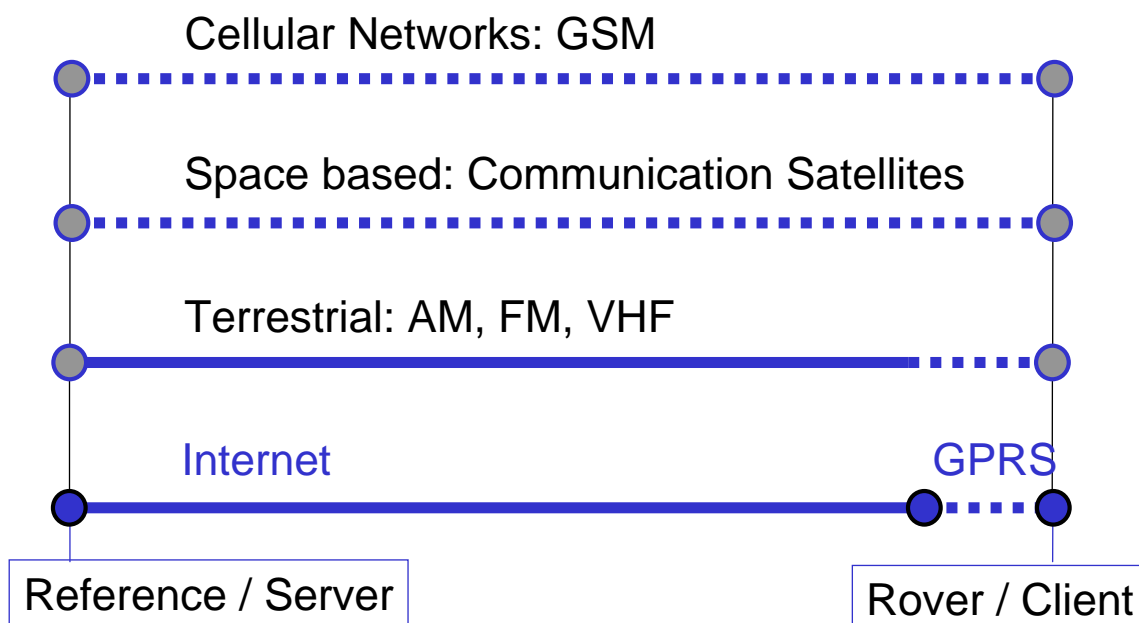 Cellular Networks: GSM
Space based: Communication Satellites
Terrestrial: AM, FM, VHF
Internet
GPRS
Reference / Server
Rover / Client